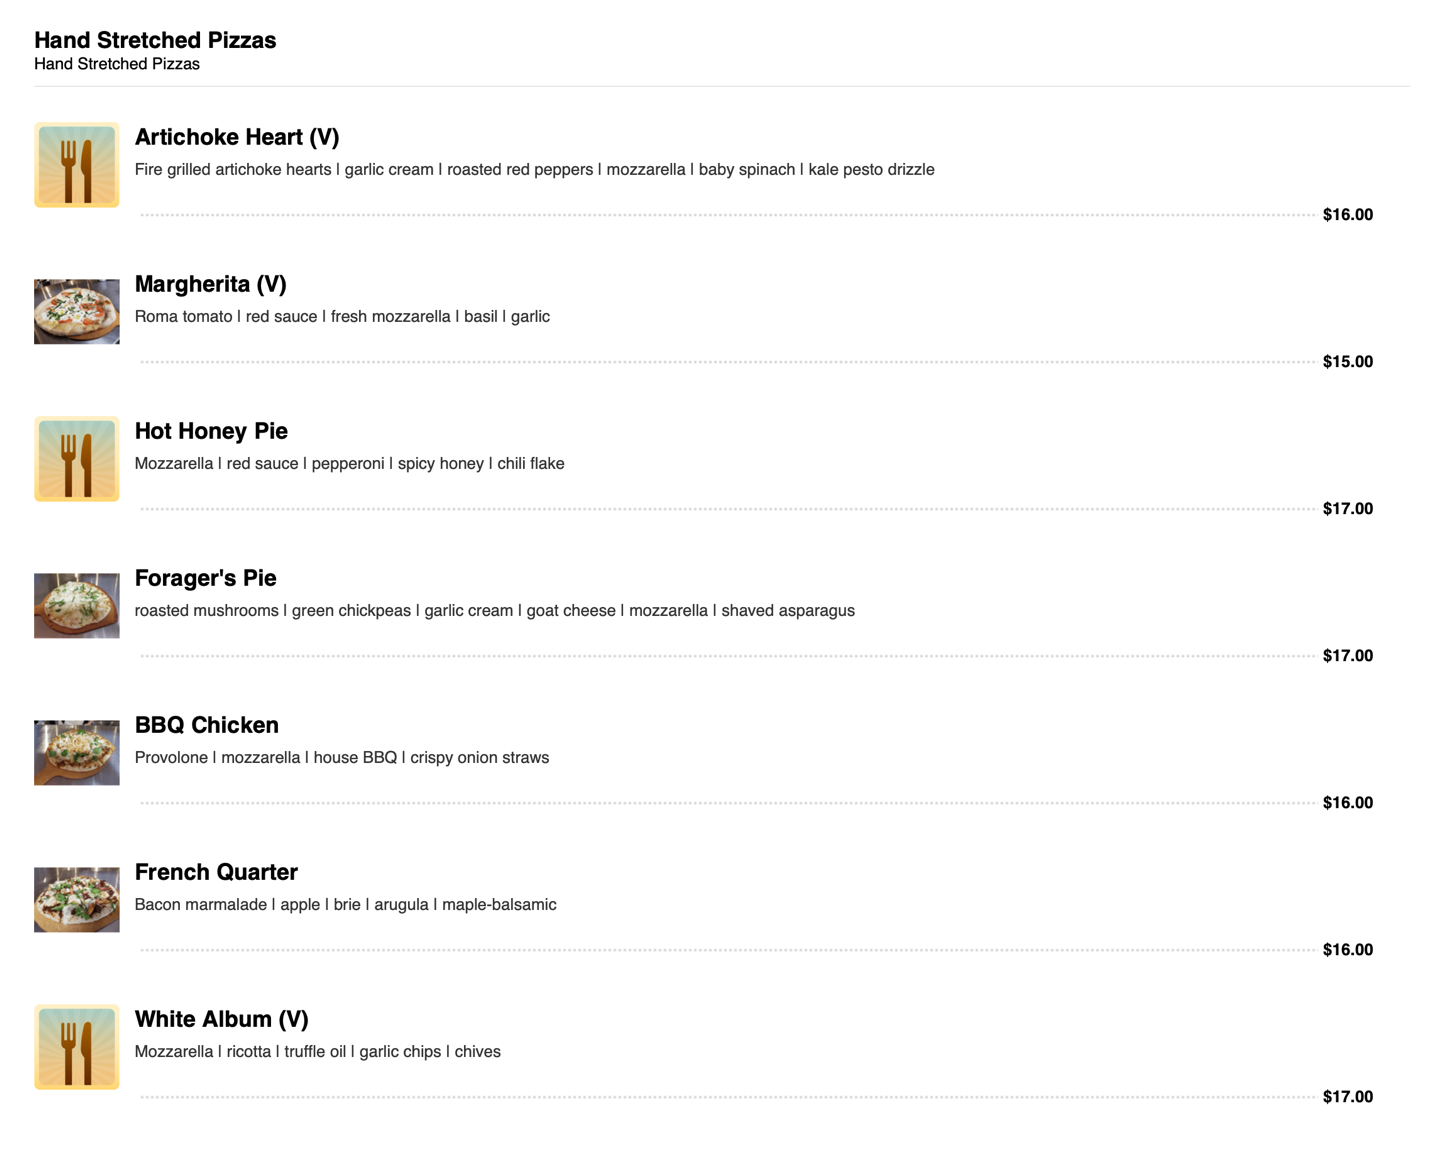 Hand Stretched Pizzas
Hand Stretched Pizzas
Artichoke Heart (V)
Fire grilled artichoke hearts | garlic cream | roasted red peppers | mozzarella | baby spinach | kale pesto drizzle
$16.00
Margherita (V)
Roma tomato | red sauce | fresh mozzarella | basil | garlic
$15.00
Hot Honey Pie
Mozzarella | red sauce | pepperoni | spicy honey | chili flake
$17.00
Forager's Pie
roasted mushrooms | green chickpeas | garlic cream | goat cheese | mozzarella | shaved asparagus
$17.00
BBQ Chicken
Provolone | mozzarella | house BBQ | crispy onion straws
$16.00
French Quarter
Bacon marmalade | apple | brie | arugula | maple-balsamic
$16.00
White Album (V)
Mozzarella | ricotta | truffle oil | garlic chips | chives
$17.00